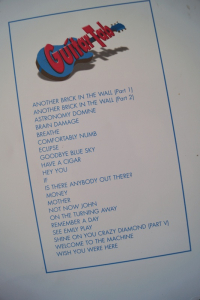 Guitar-Tab
ANOTHER BRICK IN THE WALL (Part 1)
ANOTHER BRICK IN THE WALL (Part 2)
ASTRONOMY DOMINE
BRAIN DAMAGE
BREATHE
COMFORTABLY NUMB
ECLIPSE
GOODBYE BLUE SKY
HAVE A CIGAR
HEY YOU
IF
IS THERE ANYBODY OUT THERE?
MONEY
MOTHER
NOT NOW JOHN
ON THE TURNING AWAY
REMEMBER A DAY
SEE EMILY PLAY
SHINE ON YOU CRAZY DIAMOND (PART V)
WELCOME TO THE MACHINE
WISH YOU WERE HERE